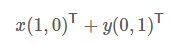 x(1,0)ᵀ + y(0,1)ᵀ